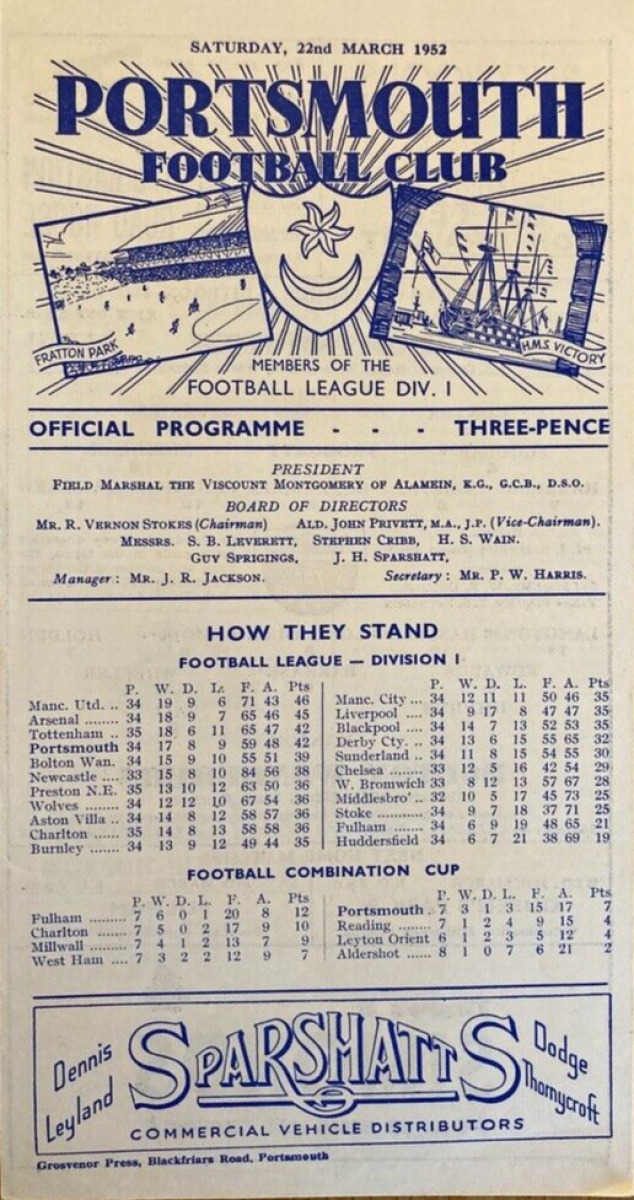 SATURDAY, 22nd MARCH 1952
PORTSMOUTH
FOOTBALL CLUB
FRATTON PARK
H.M.S. VICTORY
MEMBERS OF THE
FOOTBALL LEAGUE DIV. I
OFFICIAL PROGRAMME - - - THREE-PENCE
PRESIDENT
FIELD MARSHAL THE VISCOUNT MONTGOMERY OF ALAMEIN, K.G., G.C.B., D.S.O.
BOARD OF DIRECTORS
MR. R. VERNON STOKES (Chairman) ALD. JOHN PRIVETT, M.A., J.P. (Vice-Chairman).
MESSRS. S. B. LEVERETT, STEPHEN CRIBB, H. S. WAIN.
GUY SPRIGINGS, J. H. SPARSHATT,
Manager: MR. J. R. JACKSON. Secretary: MR. P. W. HARRIS.
HOW THEY STAND
FOOTBALL LEAGUE — DIVISION I
P. W. D. L. F. A. Pts
Manc. Utd. .. 34 19 9 6 71 43 46
Arsenal ........ 34 18 9 7 65 46 45
Tottenham .. 35 18 6 11 65 47 42
Portsmouth 34 17 8 9 59 48 42
Bolton Wan. 34 15 9 10 55 51 39
Newcastle .... 33 15 8 10 84 56 38
Preston N.E. 35 13 10 12 63 50 36
Wolves ........ 34 12 12 10 67 54 36
Aston Villa .. 34 14 8 12 58 57 36
Charlton ...... 35 14 8 13 58 58 36
Burnley ....... 34 13 9 12 49 44 35
P. W. D. L. F. A. Pts
Manc. City ... 34 12 11 11 50 46 35
Liverpool .... 34 9 17 8 47 47 35
Blackpool .... 34 14 7 13 52 53 35
Derby Cty. .. 34 13 6 15 55 65 32
Sunderland .. 34 11 8 15 54 55 30
Chelsea ........ 33 12 5 16 42 54 29
W. Bromwich 33 8 12 13 57 67 28
Middlesbro' .. 32 10 5 17 45 73 25
Stoke ............ 34 9 7 18 37 71 25
Fulham ........ 34 6 9 19 48 65 21
Huddersfield 34 6 7 21 38 69 19
FOOTBALL COMBINATION CUP
P. W. D. L. F. A. Pts
Fulham ......... 7 6 0 1 20 8 12
Charlton ....... 7 5 0 2 17 9 10
Millwall ........ 7 4 1 2 13 7 9
West Ham .... 7 3 2 2 12 9 7
P. W. D. L. F. A. Pts
Portsmouth . 7 3 1 3 15 17 7
Reading ....... 7 1 2 4 9 15 4
Leyton Orient 6 1 2 3 5 12 4
Aldershot ...... 8 1 0 7 6 21 2
Dennis
Leyland
SPARSHATTS
Dodge
Thornycroft
COMMERCIAL VEHICLE DISTRIBUTORS
Grosvenor Press, Blackfriars Road, Portsmouth